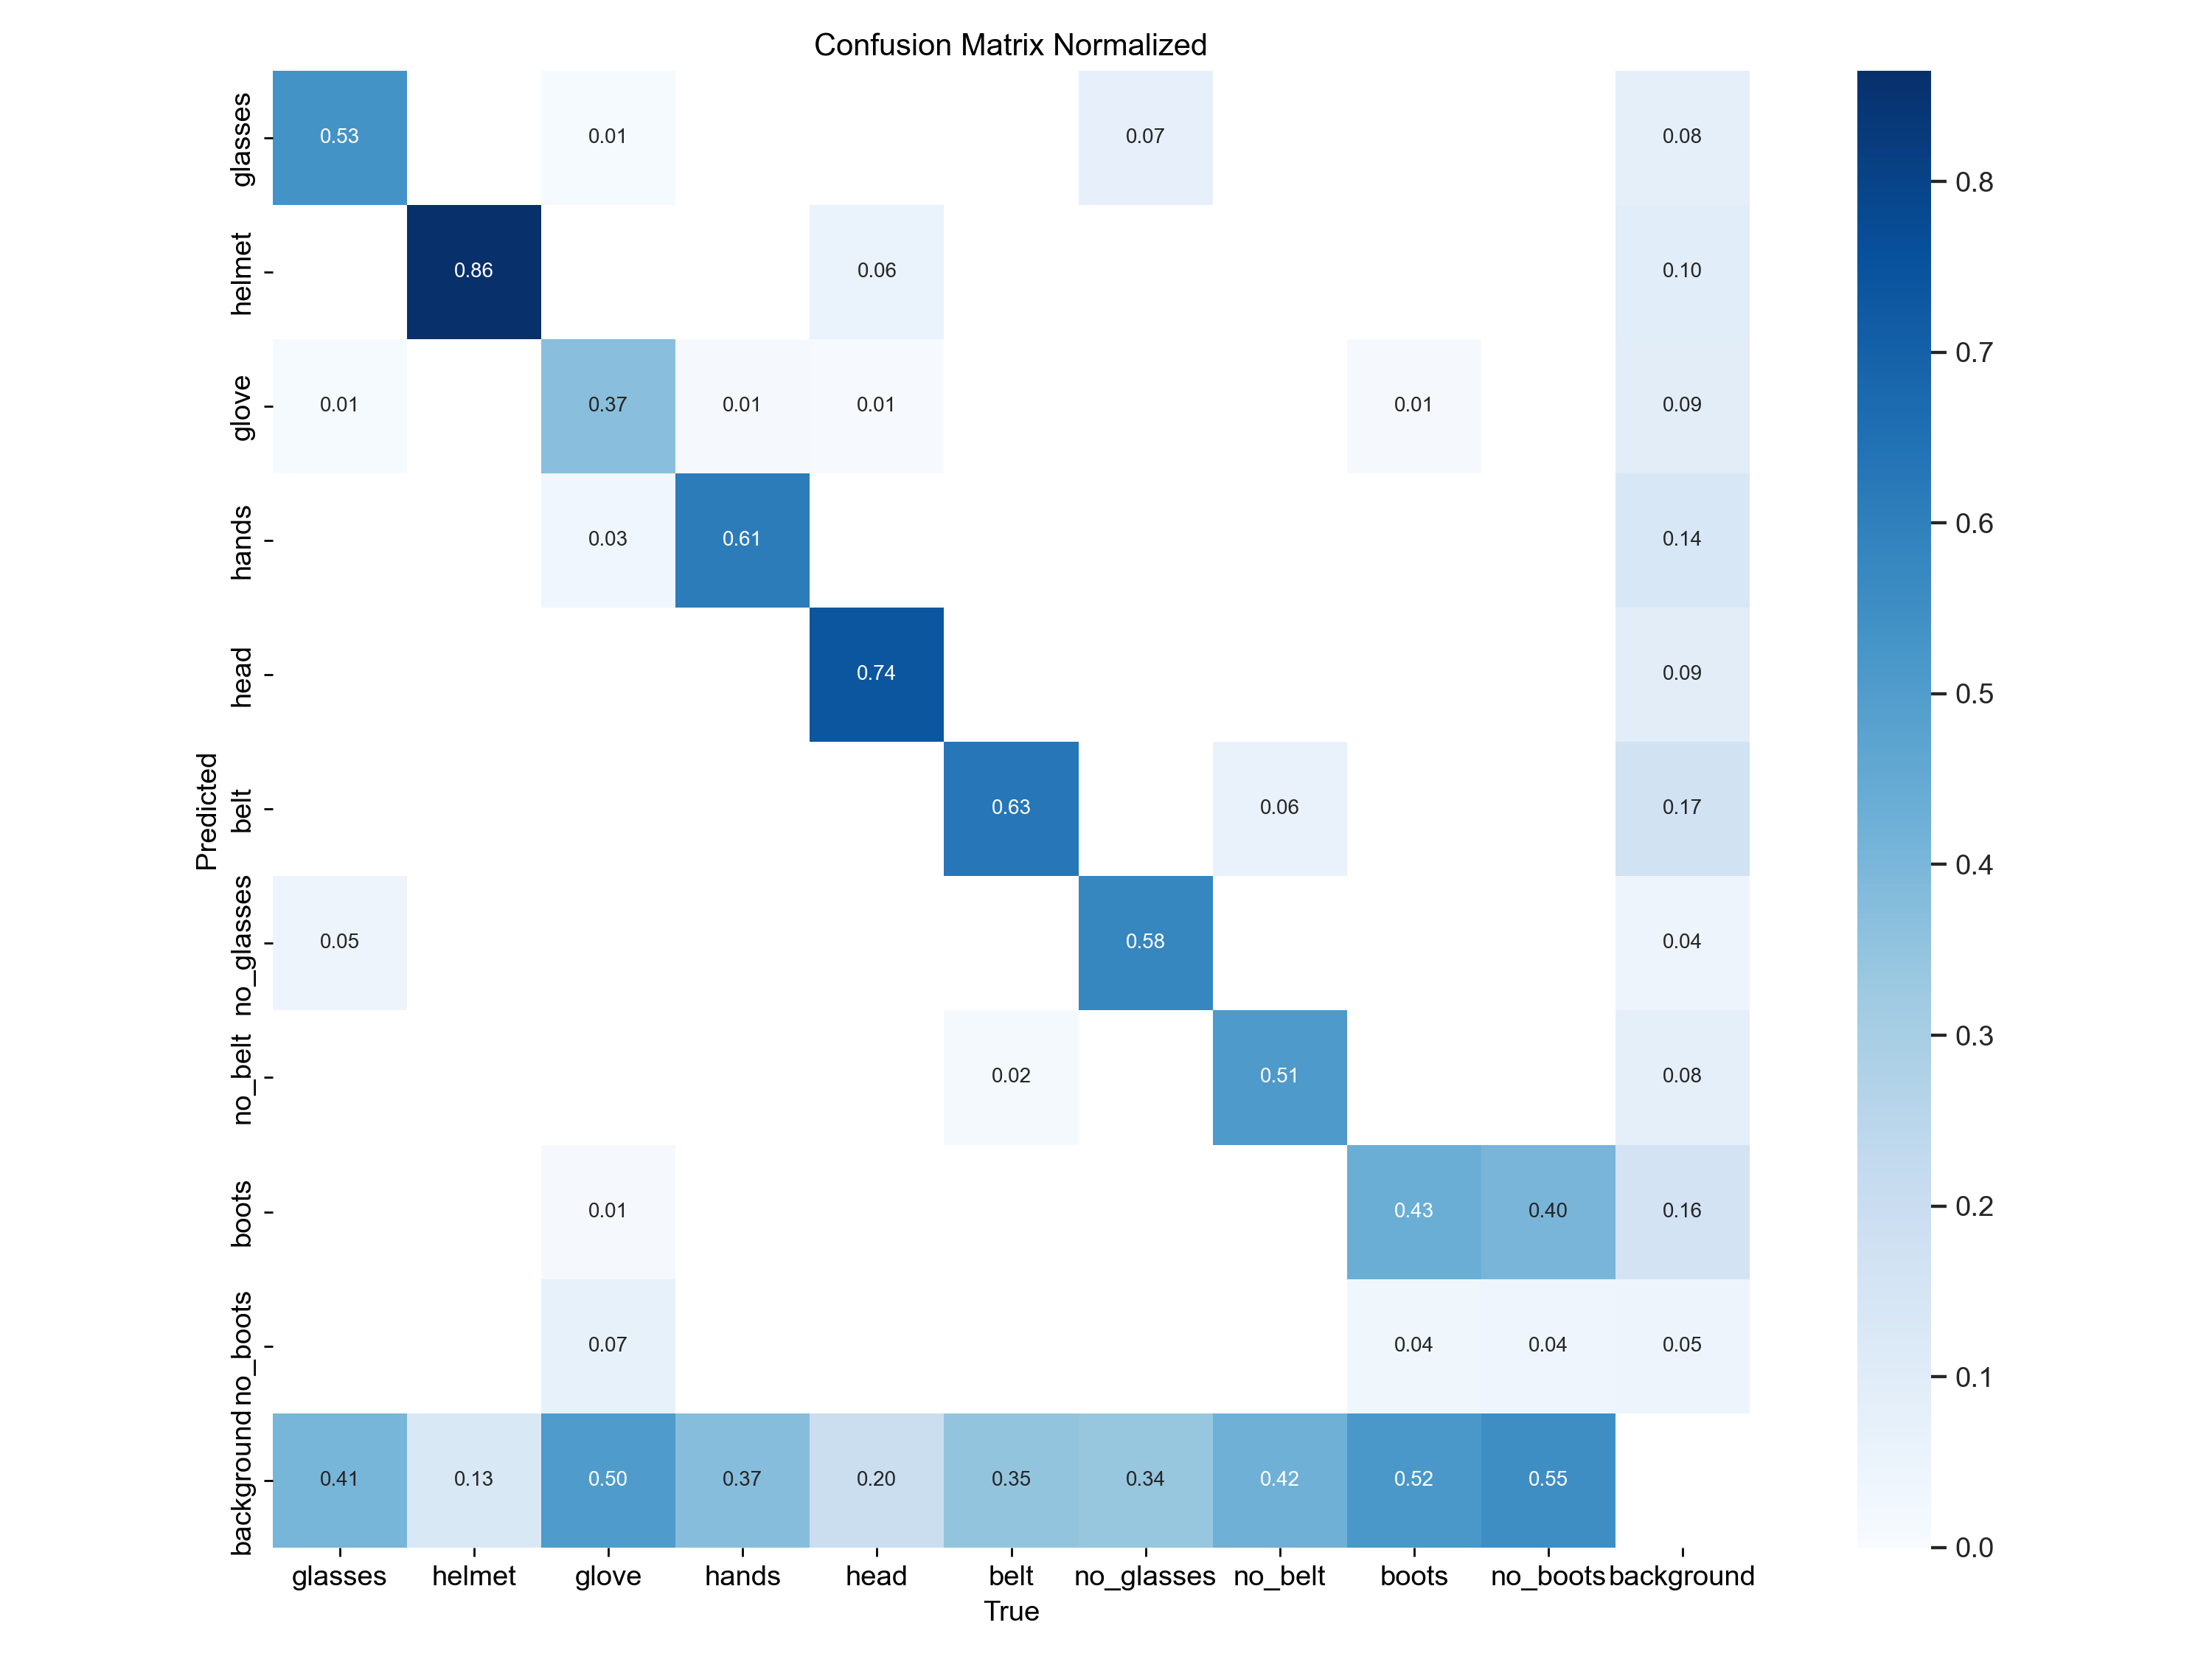 Confusion Matrix Normalized
glasses 0.53 0.01 0.07 0.08
helmet 0.86 0.06 0.10
glove 0.01 0.37 0.01 0.01 0.01 0.09
hands 0.03 0.61 0.14
head 0.74 0.09
belt 0.63 0.06 0.17
no_glasses 0.05 0.58 0.04
no_belt 0.02 0.51 0.08
boots 0.01 0.43 0.40 0.16
no_boots 0.07 0.04 0.04 0.05
background 0.41 0.13 0.50 0.37 0.20 0.35 0.34 0.42 0.52 0.55
Predicted
glasses helmet glove hands head belt no_glasses no_belt boots no_boots background
True
0.8
0.7
0.6
0.5
0.4
0.3
0.2
0.1
0.0